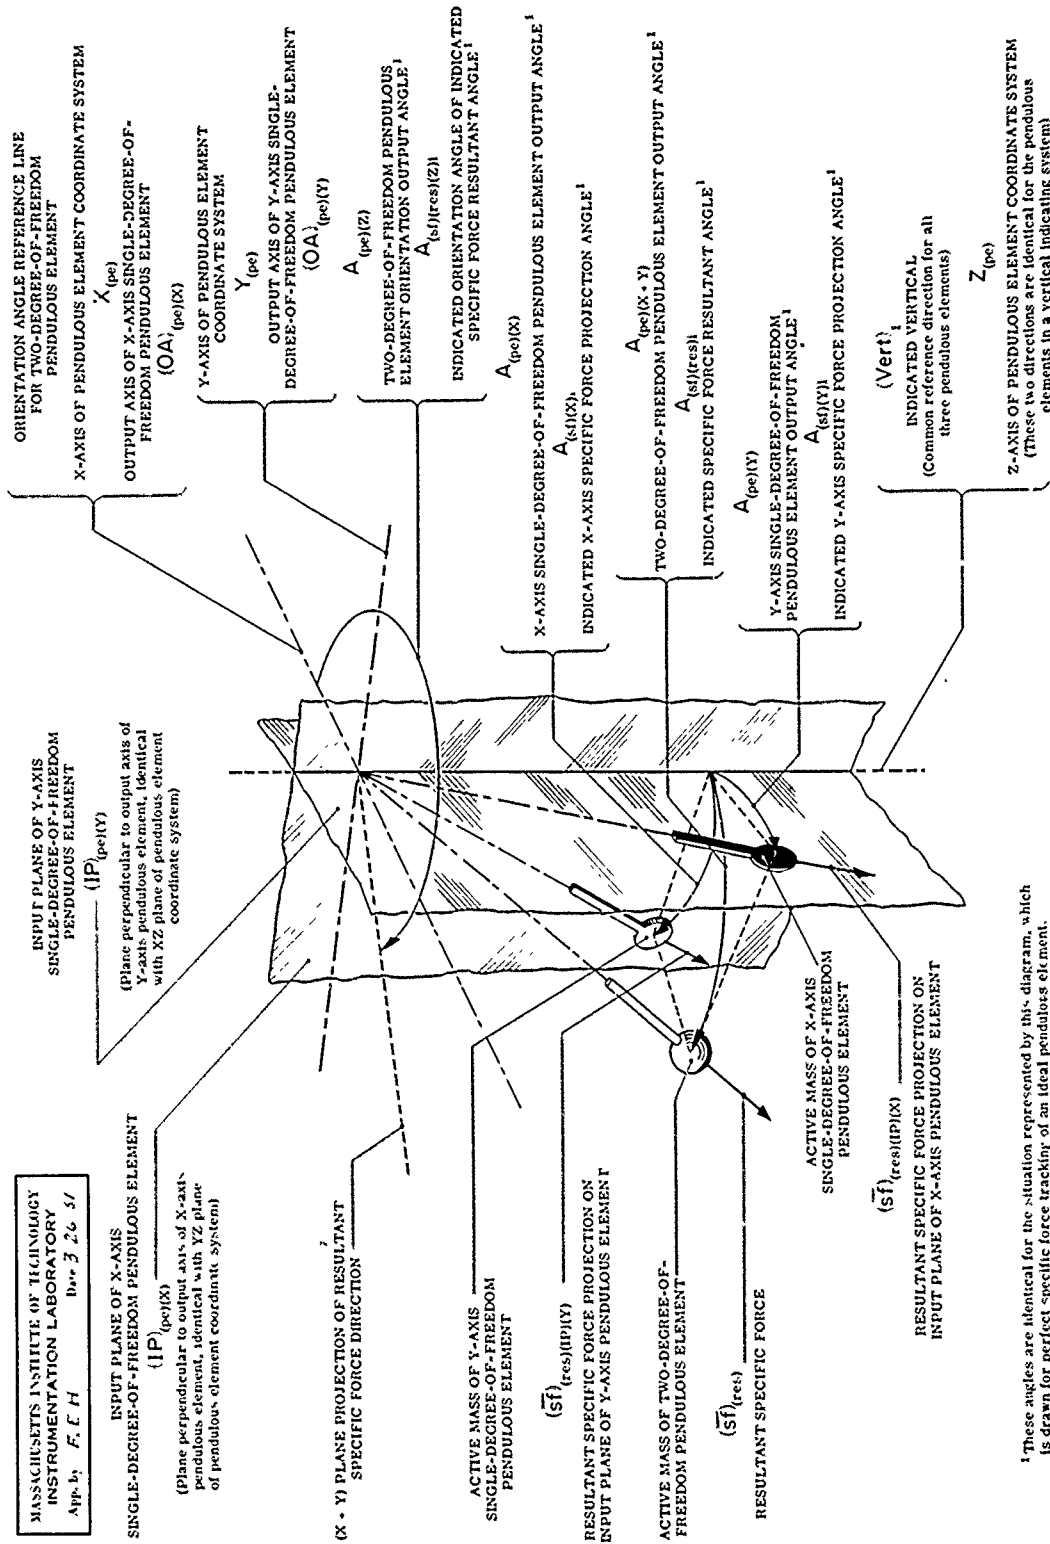 MASSACHUSETTS INSTITUTE OF TECHNOLOGY
INSTRUMENTATION LABORATORY
App. by F. E H Date 3 26 51
INPUT PLANE OF X-AXIS
SINGLE-DEGREE-OF-FREEDOM PENDULOUS ELEMENT
(IP)(pe)(X)
(Plane perpendicular to output axis of X-axis
pendulous element, identical with YZ plane
of pendulous element coordinate system)
INPUT PLANE OF Y-AXIS
SINGLE-DEGREE-OF-FREEDOM
PENDULOUS ELEMENT
(IP)(pe)(Y)
(Plane perpendicular to output axis of
Y-axis pendulous element, identical
with XZ plane of pendulous element
coordinate system)
ORIENTATION ANGLE REFERENCE LINE
FOR TWO-DEGREE-OF-FREEDOM
PENDULOUS ELEMENT
X-AXIS OF PENDULOUS ELEMENT COORDINATE SYSTEM
X(pe)
OUTPUT AXIS OF X-AXIS SINGLE-DEGREE-OF-
FREEDOM PENDULOUS ELEMENT
(OA)(pe)(X)
Y-AXIS OF PENDULOUS ELEMENT
COORDINATE SYSTEM
Y(pe)
OUTPUT AXIS OF Y-AXIS SINGLE-
DEGREE-OF-FREEDOM PENDULOUS ELEMENT
(OA)(pe)(Y)
A(pe)(Z)
TWO-DEGREE-OF-FREEDOM PENDULOUS
ELEMENT ORIENTATION OUTPUT ANGLE¹
A(sf)(res)(Z)i
INDICATED ORIENTATION ANGLE OF INDICATED
SPECIFIC FORCE RESULTANT ANGLE¹
A(pe)(X)
X-AXIS SINGLE-DEGREE-OF-FREEDOM PENDULOUS ELEMENT OUTPUT ANGLE¹
A(sf)(X)i
INDICATED X-AXIS SPECIFIC FORCE PROJECTION ANGLE¹
A(pe)(X + Y)
TWO-DEGREE-OF-FREEDOM PENDULOUS ELEMENT OUTPUT ANGLE¹
A(sf)(res)i
INDICATED SPECIFIC FORCE RESULTANT ANGLE¹
A(pe)(Y)
Y-AXIS SINGLE-DEGREE-OF-FREEDOM
PENDULOUS ELEMENT OUTPUT ANGLE¹
A(sf)(Y)i
INDICATED Y-AXIS SPECIFIC FORCE PROJECTION ANGLE¹
(Vert)i
INDICATED VERTICAL
(Common reference direction for all
three pendulous elements)
Z(pe)
Z-AXIS OF PENDULOUS ELEMENT COORDINATE SYSTEM
(These two directions are identical for the pendulous
elements in a vertical indicating system)
(X + Y) PLANE PROJECTION OF RESULTANT
SPECIFIC FORCE DIRECTION
ACTIVE MASS OF Y-AXIS
SINGLE-DEGREE-OF-FREEDOM
PENDULOUS ELEMENT
(s̅f̅)(res)(IP)(Y)
RESULTANT SPECIFIC FORCE PROJECTION ON
INPUT PLANE OF Y-AXIS PENDULOUS ELEMENT
ACTIVE MASS OF TWO-DEGREE-OF-
FREEDOM PENDULOUS ELEMENT
(s̅f̅)(res)
RESULTANT SPECIFIC FORCE
ACTIVE MASS OF X-AXIS
SINGLE-DEGREE-OF-FREEDOM
PENDULOUS ELEMENT
(s̅f̅)(res)(IP)(X)
RESULTANT SPECIFIC FORCE PROJECTION ON
INPUT PLANE OF X-AXIS PENDULOUS ELEMENT
¹These angles are identical for the situation represented by this diagram, which
is drawn for perfect specific force tracking of an ideal pendulous element.